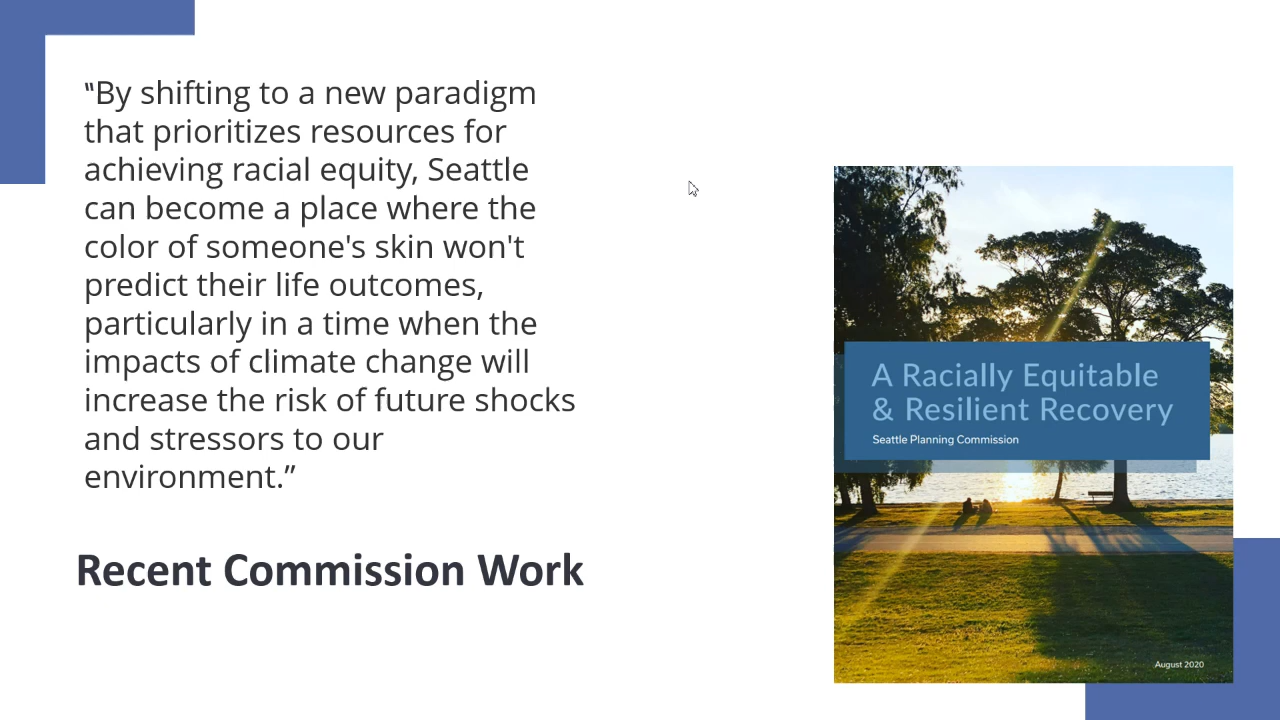 "By shifting to a new paradigm
that prioritizes resources for
achieving racial equity, Seattle
can become a place where the
color of someone's skin won't
predict their life outcomes,
particularly in a time when the
impacts of climate change will
increase the risk of future shocks
and stressors to our
environment.”
Recent Commission Work
A Racially Equitable
& Resilient Recovery
Seattle Planning Commission
August 2020